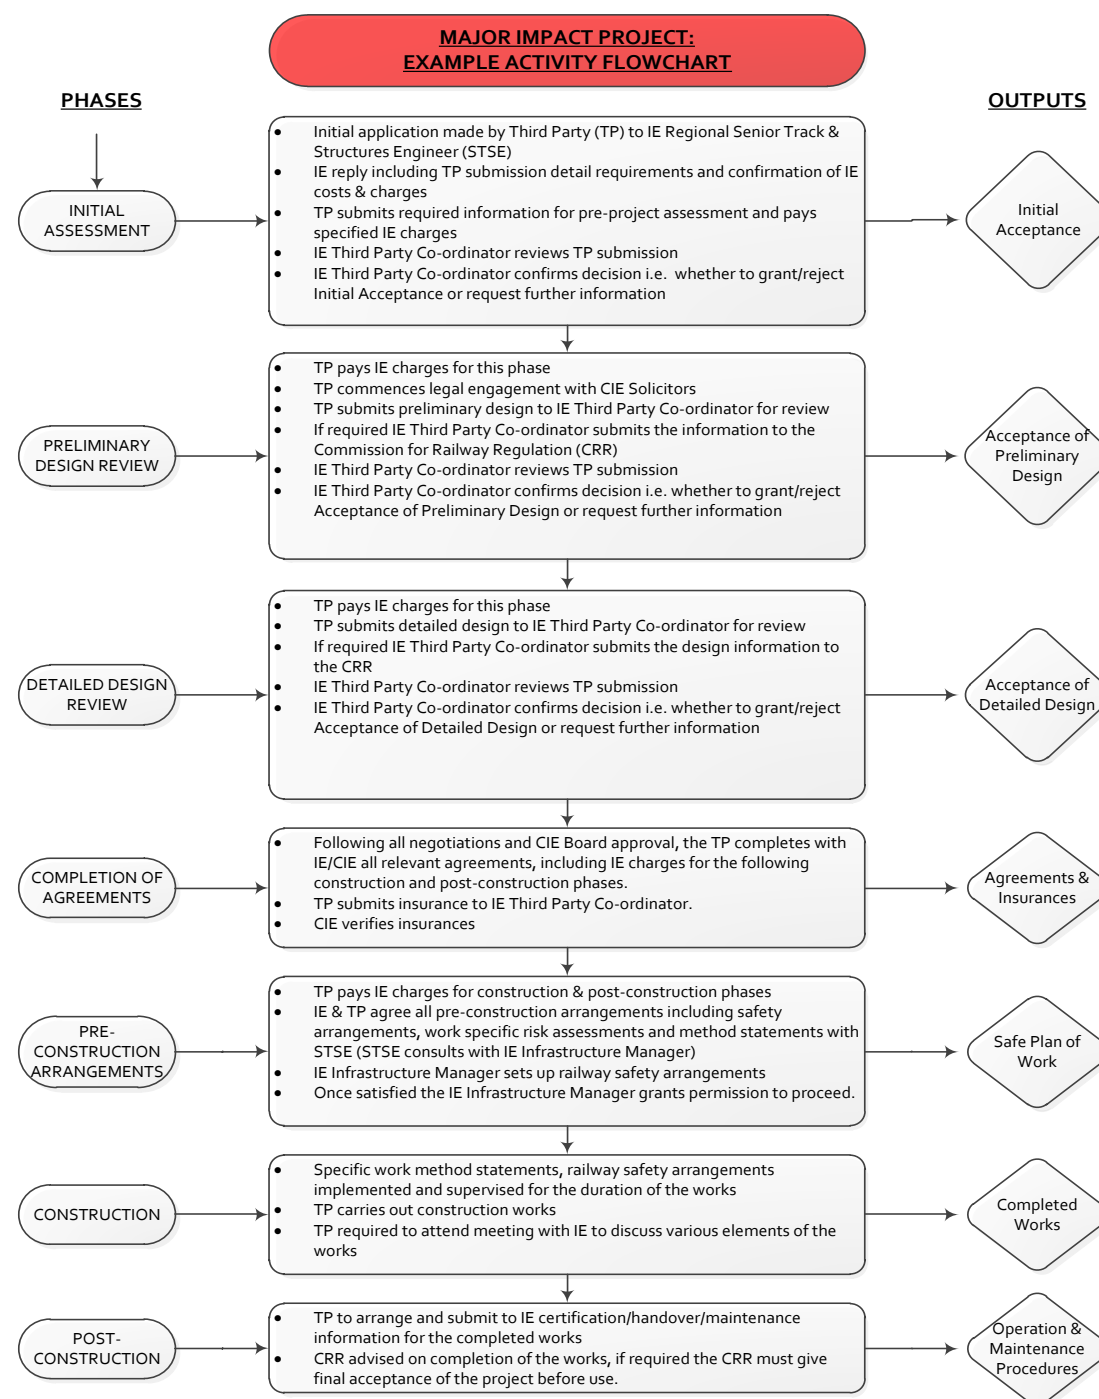 MAJOR IMPACT PROJECT:
EXAMPLE ACTIVITY FLOWCHART
PHASES
OUTPUTS
INITIAL
ASSESSMENT
• Initial application made by Third Party (TP) to IE Regional Senior Track &
Structures Engineer (STSE)
• IE reply including TP submission detail requirements and confirmation of IE
costs & charges
• TP submits required information for pre-project assessment and pays
specified IE charges
• IE Third Party Co-ordinator reviews TP submission
• IE Third Party Co-ordinator confirms decision i.e. whether to grant/reject
Initial Acceptance or request further information
Initial
Acceptance
PRELIMINARY
DESIGN REVIEW
• TP pays IE charges for this phase
• TP commences legal engagement with CIE Solicitors
• TP submits preliminary design to IE Third Party Co-ordinator for review
• If required IE Third Party Co-ordinator submits the information to the
Commission for Railway Regulation (CRR)
• IE Third Party Co-ordinator reviews TP submission
• IE Third Party Co-ordinator confirms decision i.e. whether to grant/reject
Acceptance of Preliminary Design or request further information
Acceptance of
Preliminary
Design
DETAILED DESIGN
REVIEW
• TP pays IE charges for this phase
• TP submits detailed design to IE Third Party Co-ordinator for review
• If required IE Third Party Co-ordinator submits the design information to
the CRR
• IE Third Party Co-ordinator reviews TP submission
• IE Third Party Co-ordinator confirms decision i.e. whether to grant/reject
Acceptance of Detailed Design or request further information
Acceptance of
Detailed Design
COMPLETION OF
AGREEMENTS
• Following all negotiations and CIE Board approval, the TP completes with
IE/CIE all relevant agreements, including IE charges for the following
construction and post-construction phases.
• TP submits insurance to IE Third Party Co-ordinator.
• CIE verifies insurances
Agreements &
Insurances
PRE-
CONSTRUCTION
ARRANGEMENTS
• TP pays IE charges for construction & post-construction phases
• IE & TP agree all pre-construction arrangements including safety
arrangements, work specific risk assessments and method statements with
STSE (STSE consults with IE Infrastructure Manager)
• IE Infrastructure Manager sets up railway safety arrangements
• Once satisfied the IE Infrastructure Manager grants permission to proceed.
Safe Plan of
Work
CONSTRUCTION
• Specific work method statements, railway safety arrangements
implemented and supervised for the duration of the works
• TP carries out construction works
• TP required to attend meeting with IE to discuss various elements of the
works
Completed
Works
POST-
CONSTRUCTION
• TP to arrange and submit to IE certification/handover/maintenance
information for the completed works
• CRR advised on completion of the works, if required the CRR must give
final acceptance of the project before use.
Operation &
Maintenance
Procedures